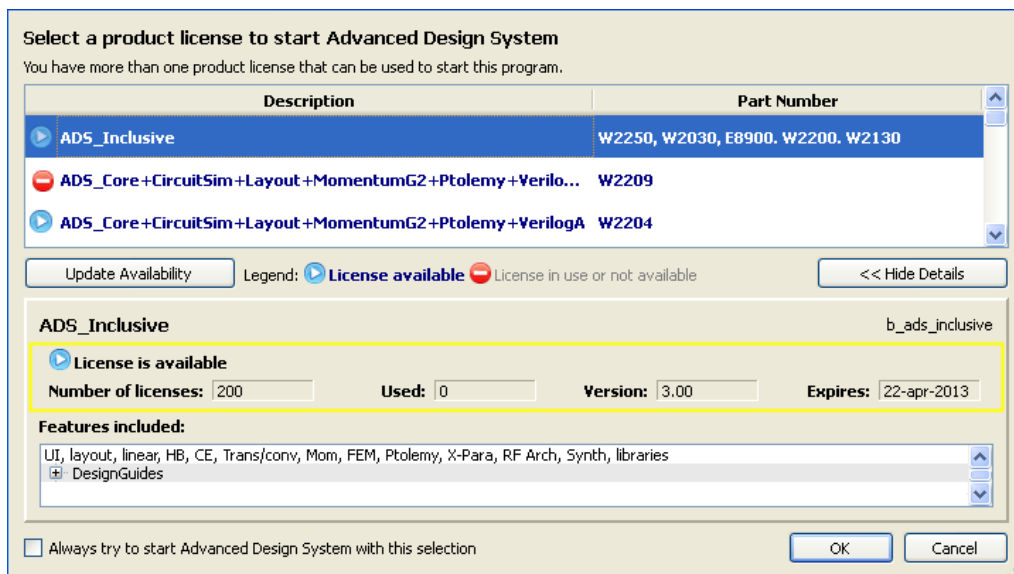 Select a product license to start Advanced Design System
You have more than one product license that can be used to start this program.
Description Part Number
ADS_Inclusive W2250, W2030, E8900. W2200. W2130
ADS_Core+CircuitSim+Layout+MomentumG2+Ptolemy+Verilo... W2209
ADS_Core+CircuitSim+Layout+MomentumG2+Ptolemy+VerilogA W2204
Update Availability Legend: License available License in use or not available << Hide Details
ADS_Inclusive b_ads_inclusive
License is available
Number of licenses: 200 Used: 0 Version: 3.00 Expires: 22-apr-2013
Features included:
UI, layout, linear, HB, CE, Trans/conv, Mom, FEM, Ptolemy, X-Para, RF Arch, Synth, libraries
DesignGuides
Always try to start Advanced Design System with this selection OK Cancel